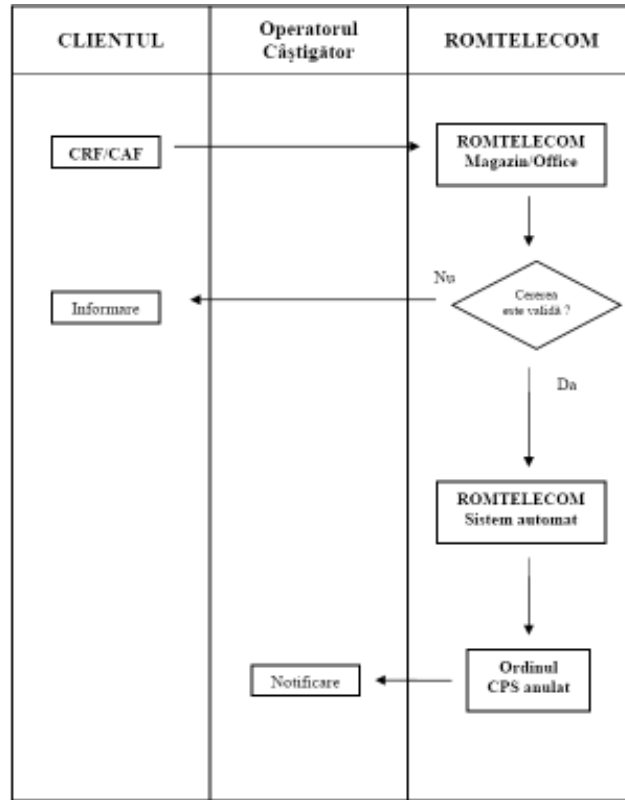 CLIENTUL
Operatorul
Câștigător
ROMTELECOM
CRF/CAF
ROMTELECOM
Magazin/Office
Nu
Cererea
este validă ?
Informare
Da
ROMTELECOM
Sistem automat
Notificare
Ordinul
CPS anulat